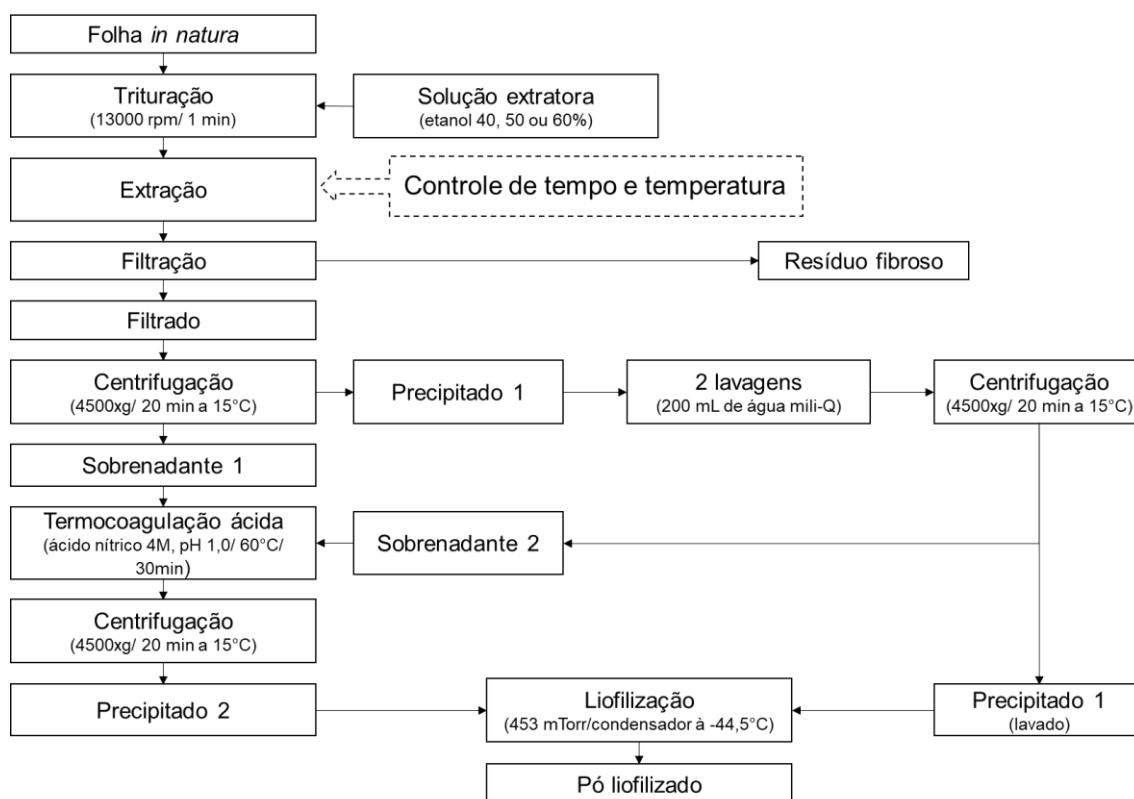 Folha in natura
Trituração
(13000 rpm/ 1 min)
Solução extratora
(etanol 40, 50 ou 60%)
Extração
Controle de tempo e temperatura
Filtração
Resíduo fibroso
Filtrado
Centrifugação
(4500xg/ 20 min a 15°C)
Precipitado 1
2 lavagens
(200 mL de água mili-Q)
Centrifugação
(4500xg/ 20 min a 15°C)
Sobrenadante 1
Termocoagulação ácida
(ácido nítrico 4M, pH 1,0/ 60°C/
30min)
Sobrenadante 2
Centrifugação
(4500xg/ 20 min a 15°C)
Precipitado 2
Liofilização
(453 mTorr/condensador à -44,5°C)
Precipitado 1
(lavado)
Pó liofilizado